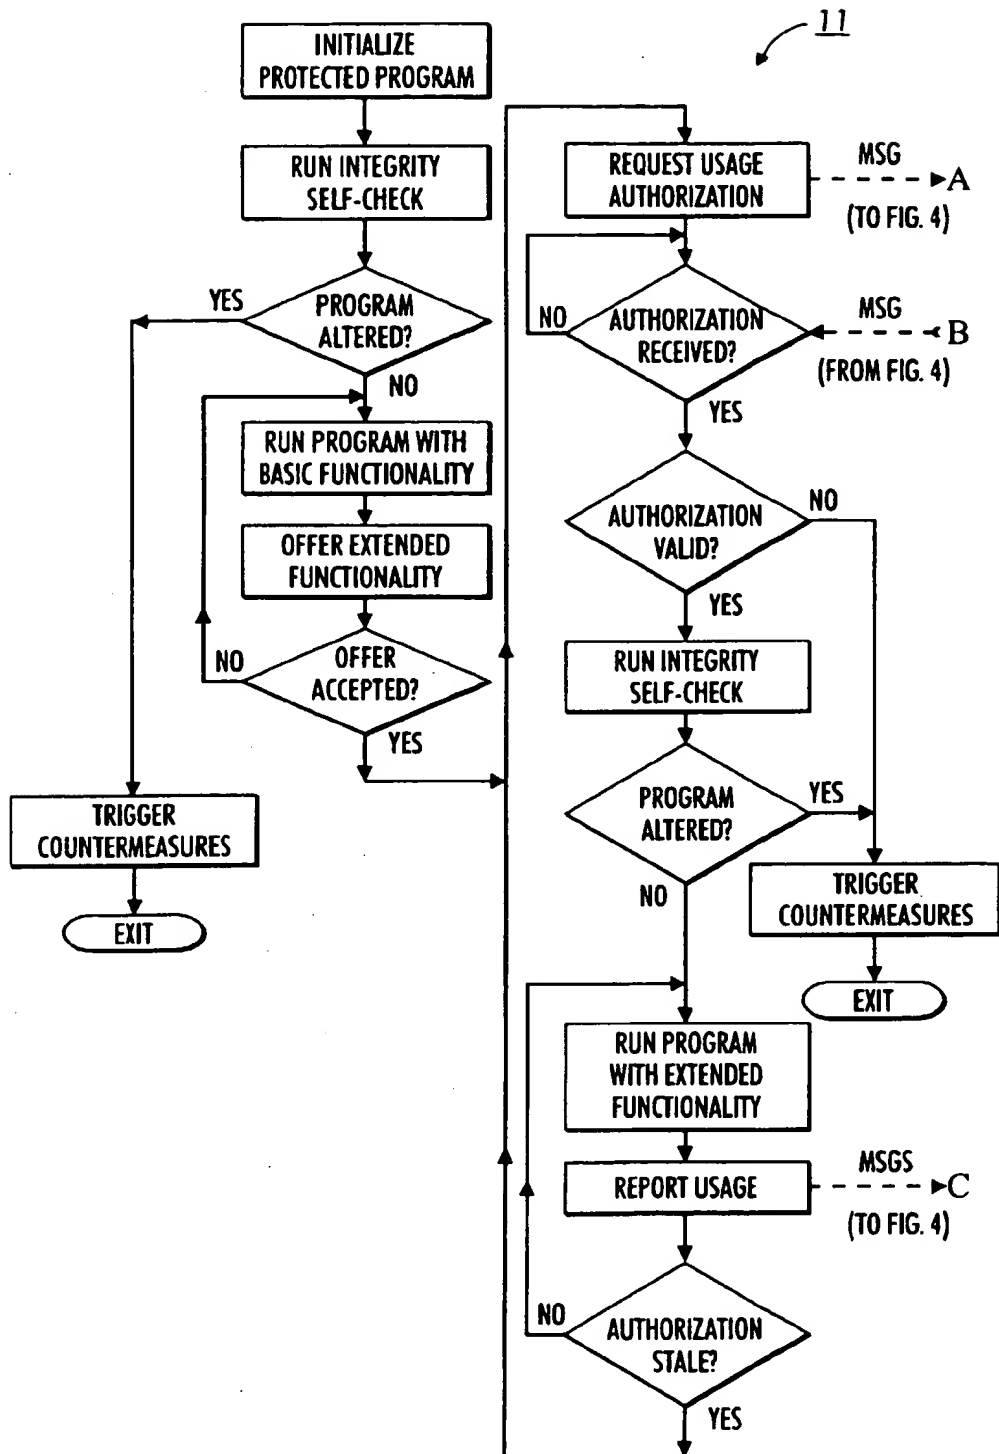 11
INITIALIZE
PROTECTED PROGRAM
RUN INTEGRITY
SELF-CHECK
YES
PROGRAM
ALTERED?
NO
RUN PROGRAM WITH
BASIC FUNCTIONALITY
OFFER EXTENDED
FUNCTIONALITY
NO
OFFER
ACCEPTED?
YES
TRIGGER
COUNTERMEASURES
EXIT
REQUEST USAGE
AUTHORIZATION
MSG
A
(TO FIG. 4)
NO
AUTHORIZATION
RECEIVED?
MSG
B
(FROM FIG. 4)
YES
AUTHORIZATION
VALID?
NO
YES
RUN INTEGRITY
SELF-CHECK
PROGRAM
ALTERED?
YES
NO
TRIGGER
COUNTERMEASURES
EXIT
RUN PROGRAM
WITH EXTENDED
FUNCTIONALITY
REPORT USAGE
MSGS
C
(TO FIG. 4)
NO
AUTHORIZATION
STALE?
YES